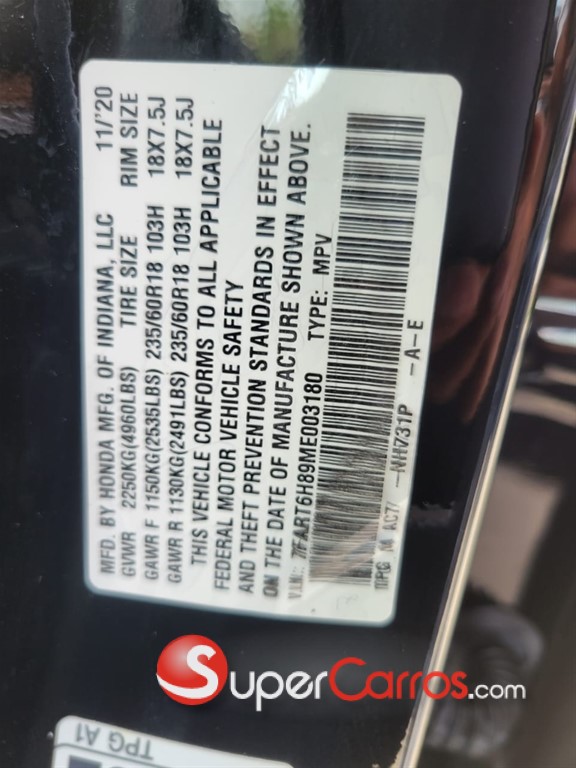 MFD. BY HONDA MFG. OF INDIANA, LLC 11/'20
GVWR 2250KG(4960LBS) TIRE SIZE RIM SIZE
GAWR F 1150KG(2535LBS) 235/60R18 103H 18X7.5J
GAWR R 1130KG(2491LBS) 235/60R18 103H 18X7.5J
THIS VEHICLE CONFORMS TO ALL APPLICABLE
FEDERAL MOTOR VEHICLE SAFETY
AND THEFT PREVENTION STANDARDS IN EFFECT
ON THE DATE OF MANUFACTURE SHOWN ABOVE.
V.I.N.: 7FART6H89ME003180 TYPE: MPV
TPG NH731P -A-E
SuperCarros.com
TPG A1